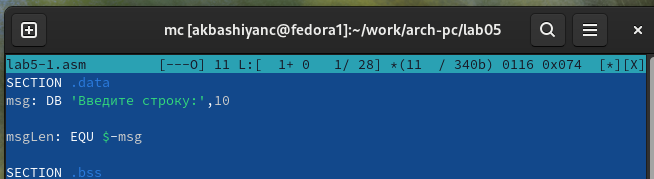 mc [akbashiyanc@fedora1]:~/work/arch-pc/lab05
lab5-1.asm [---O] 11 L:[ 1+ 0 1/ 28] *(11 / 340b) 0116 0x074 [*][X]
SECTION .data
msg: DB 'Введите строку:',10
msgLen: EQU $-msg
SECTION .bss